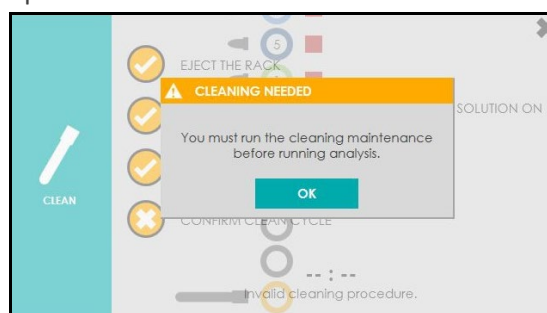 5
EJECT THE RACK
CLEANING NEEDED
SOLUTION ON
You must run the cleaning maintenance
before running analysis.
OK
CLEAN
CONFIRM CLEAN CYCLE
-- : --
Invalid cleaning procedure.